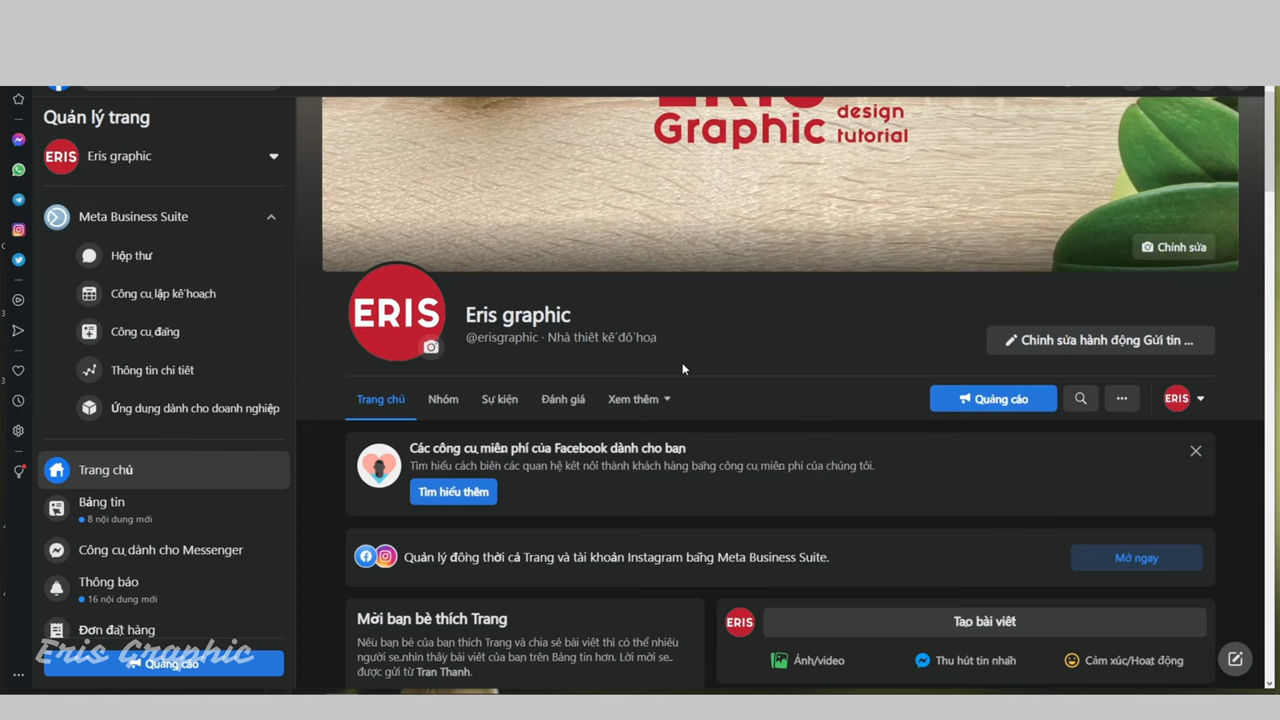 Quản lý trang
ERIS
Eris graphic
Meta Business Suite
Hộp thư
Công cụ lập kế hoạch
Công cụ đăng
Thông tin chi tiết
Ứng dụng dành cho doanh nghiệp
Trang chủ
Bảng tin
8 nội dung mới
Công cụ dành cho Messenger
Thông báo
16 nội dung mới
Đơn đặt hàng
Quảng cáo
Eris Graphic
ERIS
Graphic
design
tutorial
Chỉnh sửa
ERIS
Eris graphic
@erisgraphic · Nhà thiết kế đồ họa
Chỉnh sửa hành động Gửi tin ...
Trang chủ
Nhóm
Sự kiện
Đánh giá
Xem thêm
Quảng cáo
ERIS
Các công cụ miễn phí của Facebook dành cho bạn
Tìm hiểu cách biến các quan hệ kết nối thành khách hàng bằng công cụ miễn phí của chúng tôi.
Tìm hiểu thêm
Quản lý đồng thời cả Trang và tài khoản Instagram bằng Meta Business Suite.
Mở ngay
Mời bạn bè thích Trang
Nếu bạn bè của bạn thích Trang và chia sẻ bài viết thì có thể nhiều
người sẽ nhìn thấy bài viết của bạn trên Bảng tin hơn. Lời mời sẽ
được gửi từ Tran Thanh.
ERIS
Tạo bài viết
Ảnh/video
Thu hút tin nhắn
Cảm xúc/Hoạt động